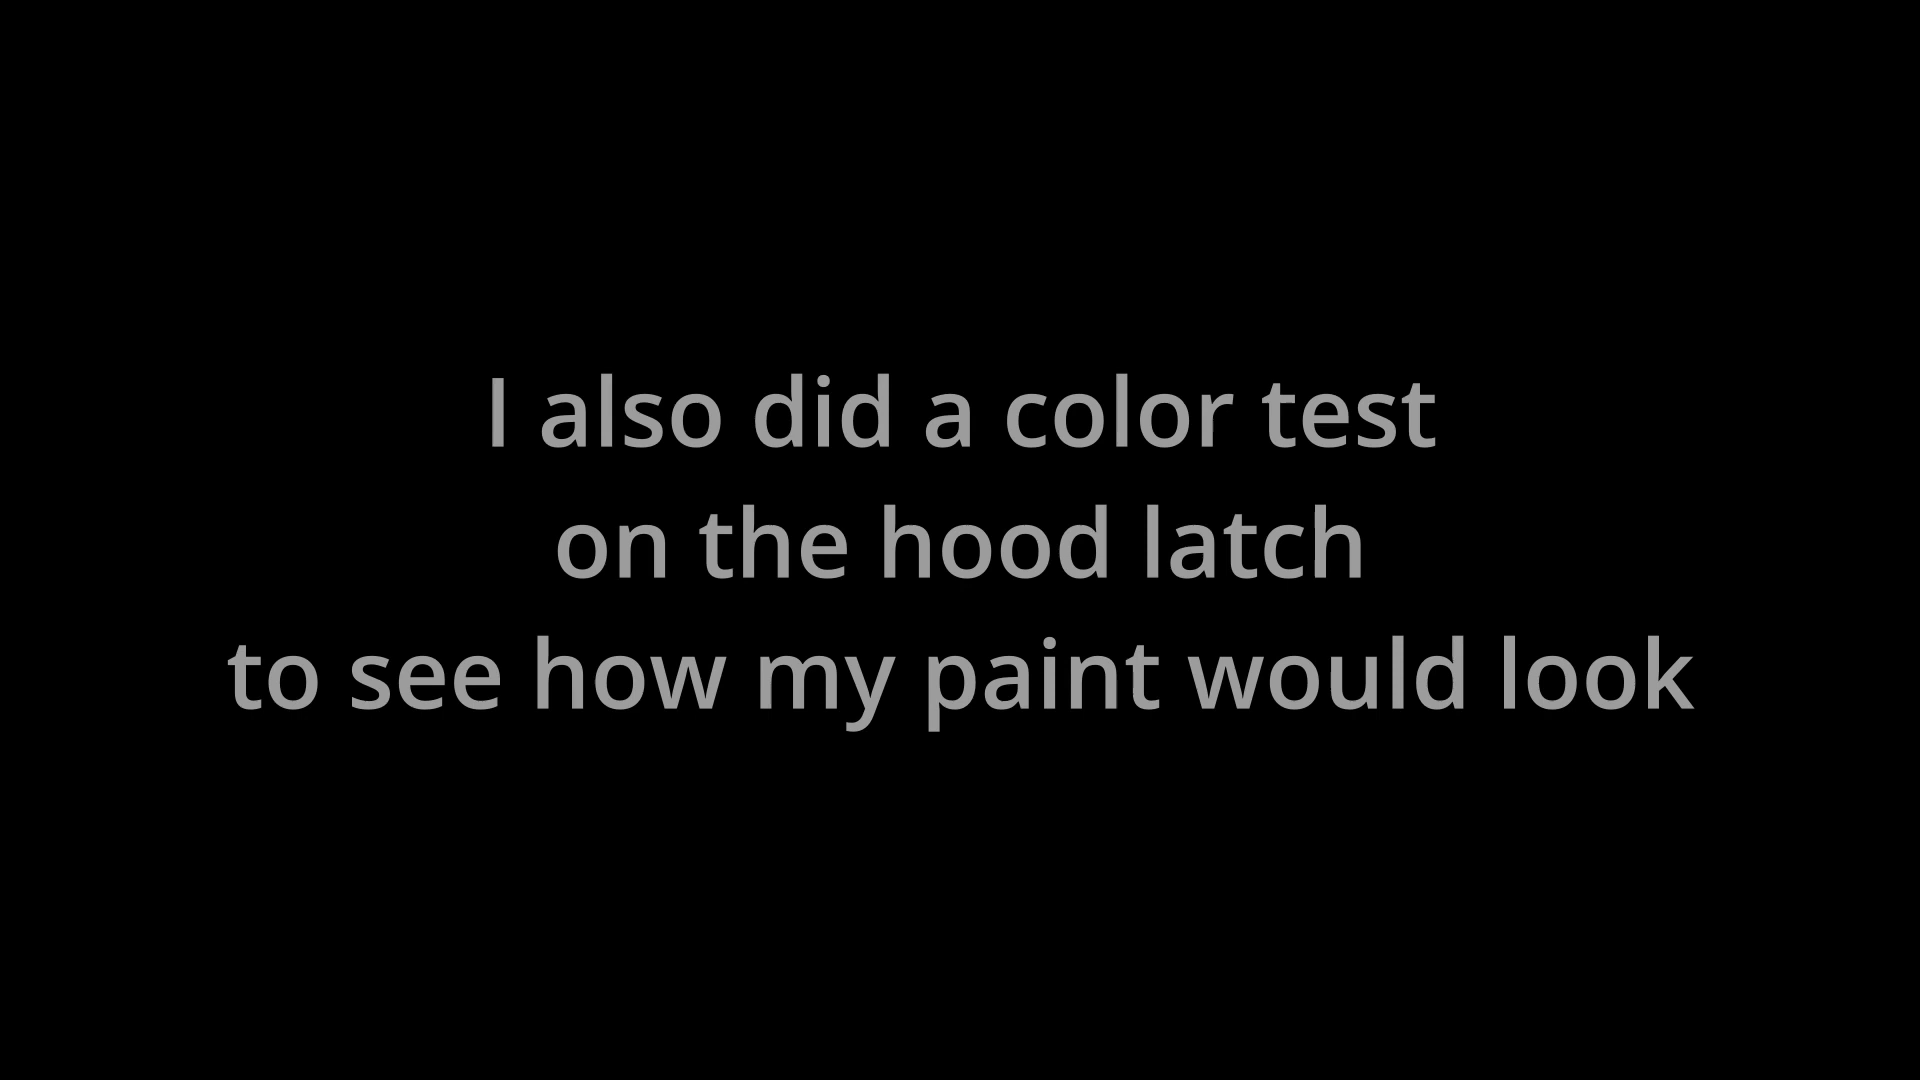 I also did a color test
on the hood latch
to see how my paint would look